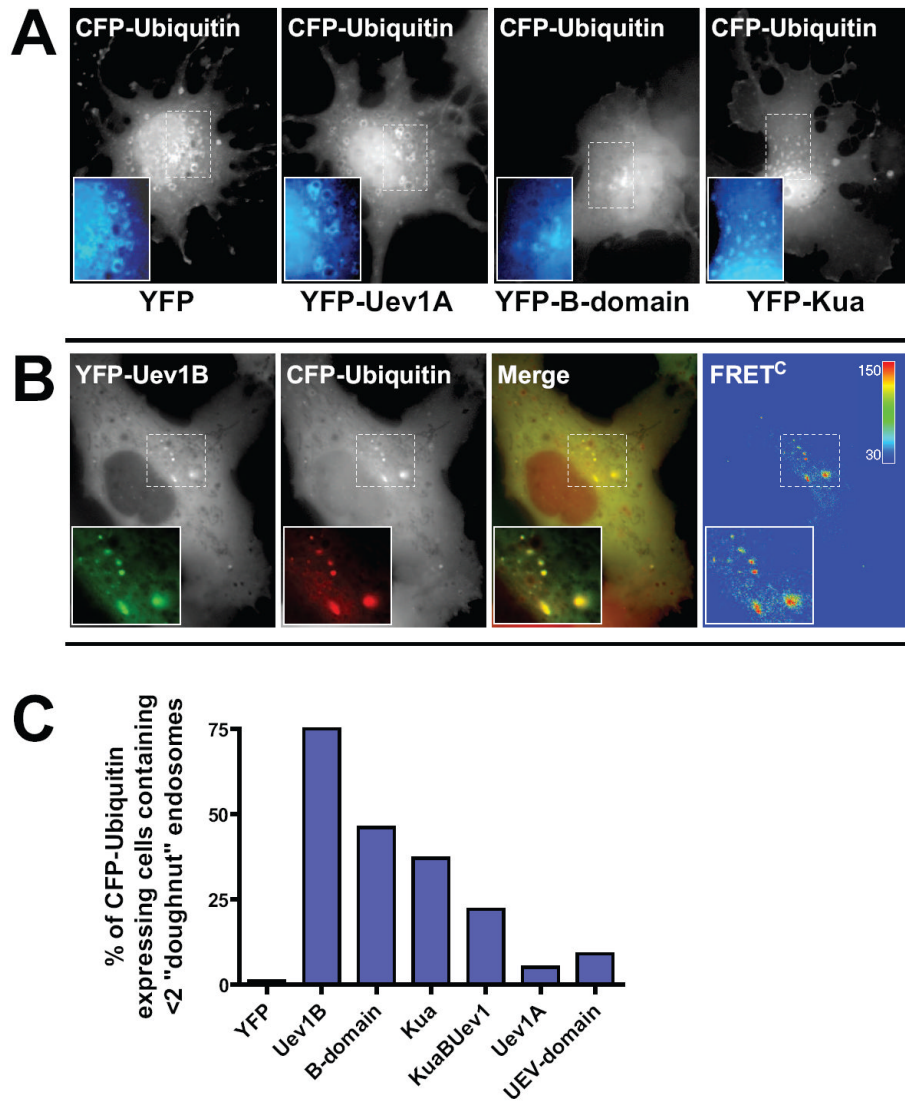 A
CFP-Ubiquitin CFP-Ubiquitin CFP-Ubiquitin CFP-Ubiquitin
YFP YFP-Uev1A YFP-B-domain YFP-Kua
B
YFP-Uev1B CFP-Ubiquitin Merge FRETC
150
30
C
% of CFP-Ubiquitin
expressing cells containing
<2 "doughnut" endosomes
75
50
25
0
YFP
Uev1B
B-domain
Kua
KuaBUev1
Uev1A
UEV-domain